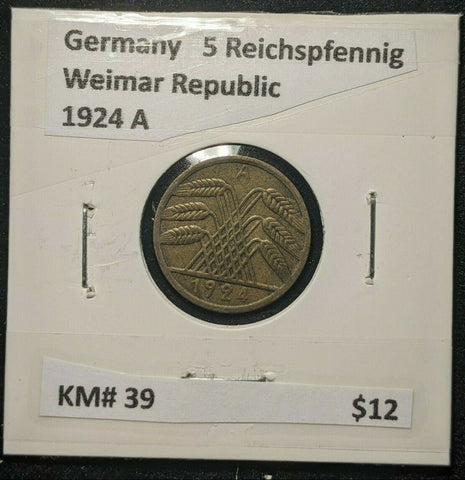 Germany 5 Reichspfennig
Weimar Republic
1924 A
A
1924
KM# 39 $12